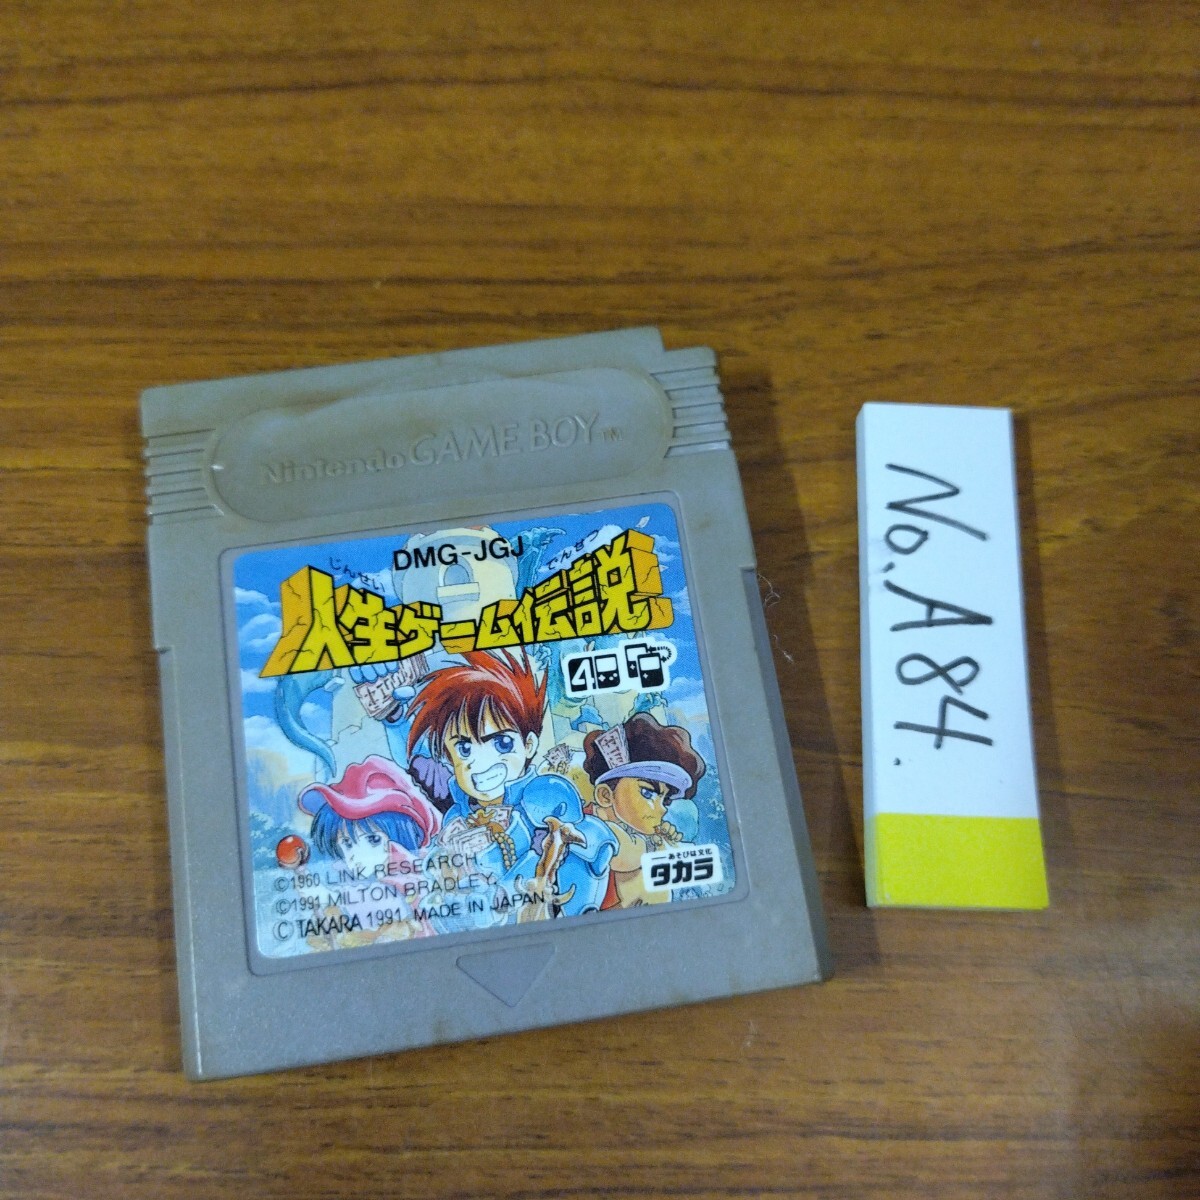 Nintendo GAME BOY TM
DMG-JGJ
じんせい でんせつ
人生ゲーム伝説
4
©1960 LINK RESEARCH.
©1991 MILTON BRADLEY.
© TAKARA 1991. MADE IN JAPAN
あそびは文化
タカラ
No.A84.